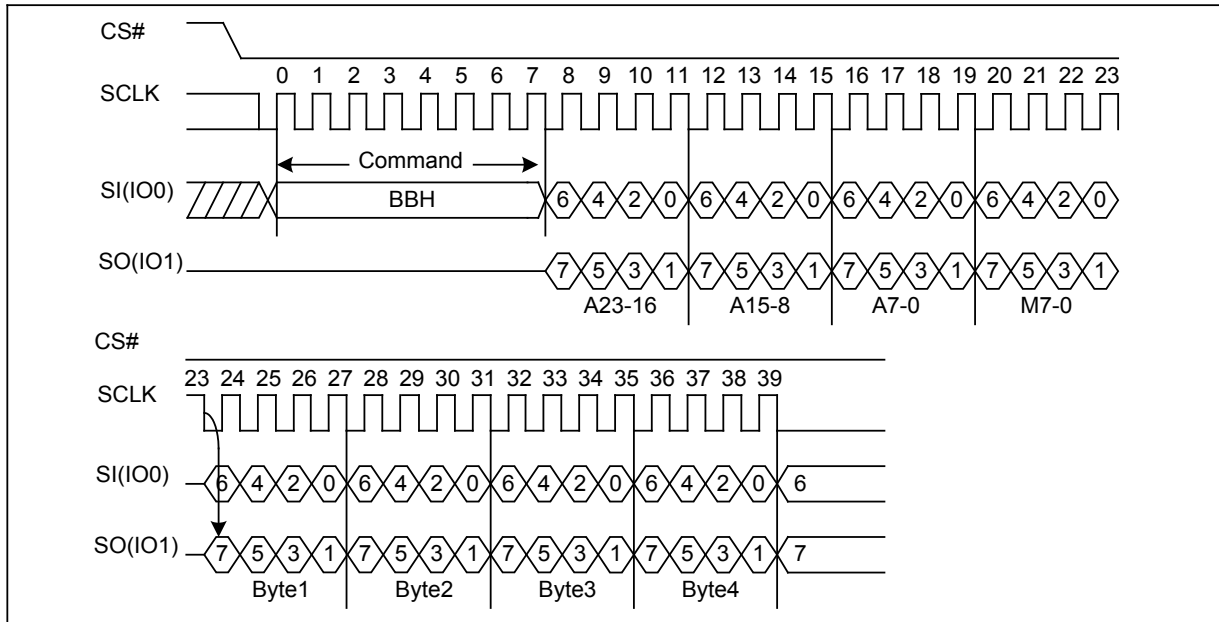 CS#
0 1 2 3 4 5 6 7 8 9 10 11 12 13 14 15 16 17 18 19 20 21 22 23
SCLK
Command
SI(IO0) BBH 6 4 2 0 6 4 2 0 6 4 2 0 6 4 2 0
SO(IO1) 7 5 3 1 7 5 3 1 7 5 3 1 7 5 3 1
A23-16 A15-8 A7-0 M7-0
CS#
23 24 25 26 27 28 29 30 31 32 33 34 35 36 37 38 39
SCLK
SI(IO0) 6 4 2 0 6 4 2 0 6 4 2 0 6 4 2 0 6
SO(IO1) 7 5 3 1 7 5 3 1 7 5 3 1 7 5 3 1 7
Byte1 Byte2 Byte3 Byte4